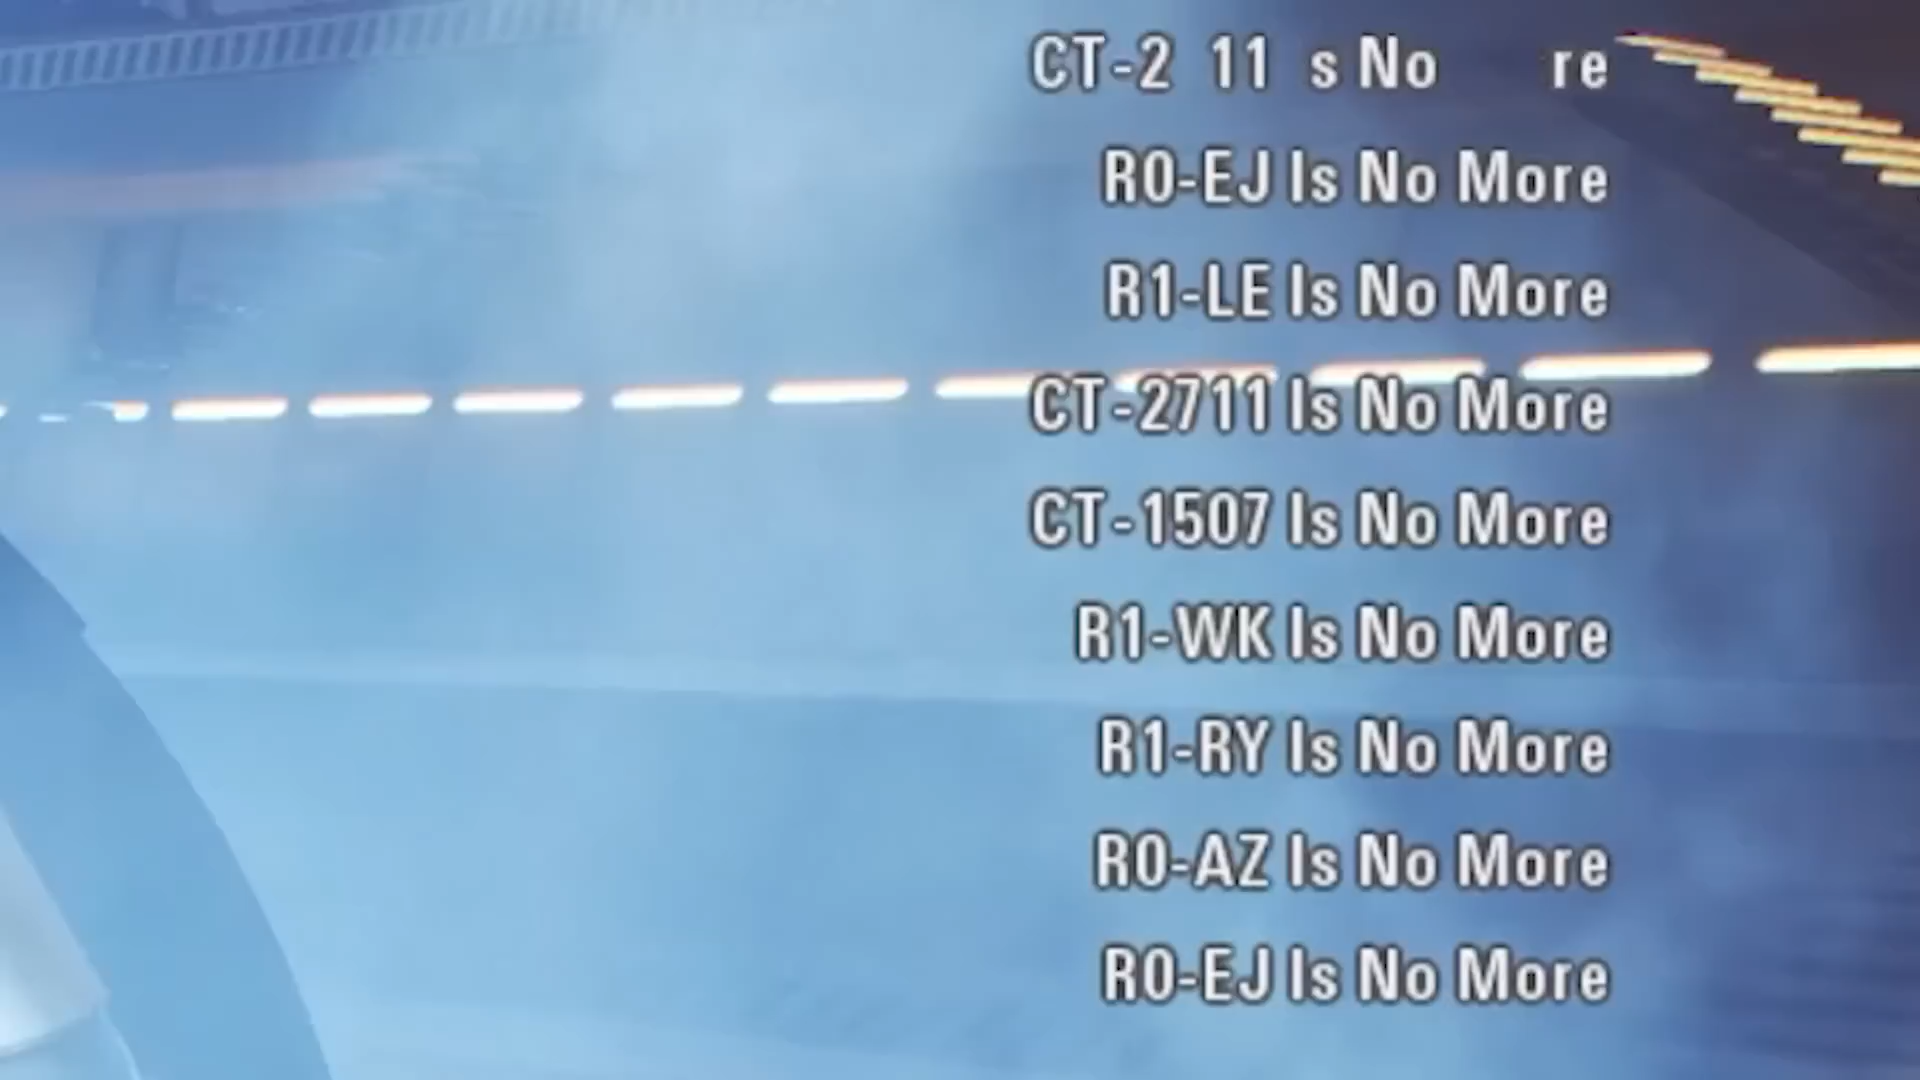 CT-2 11 s No re
R0-EJ Is No More
R1-LE Is No More
CT-2711 Is No More
CT-1507 Is No More
R1-WK Is No More
R1-RY Is No More
R0-AZ Is No More
R0-EJ Is No More